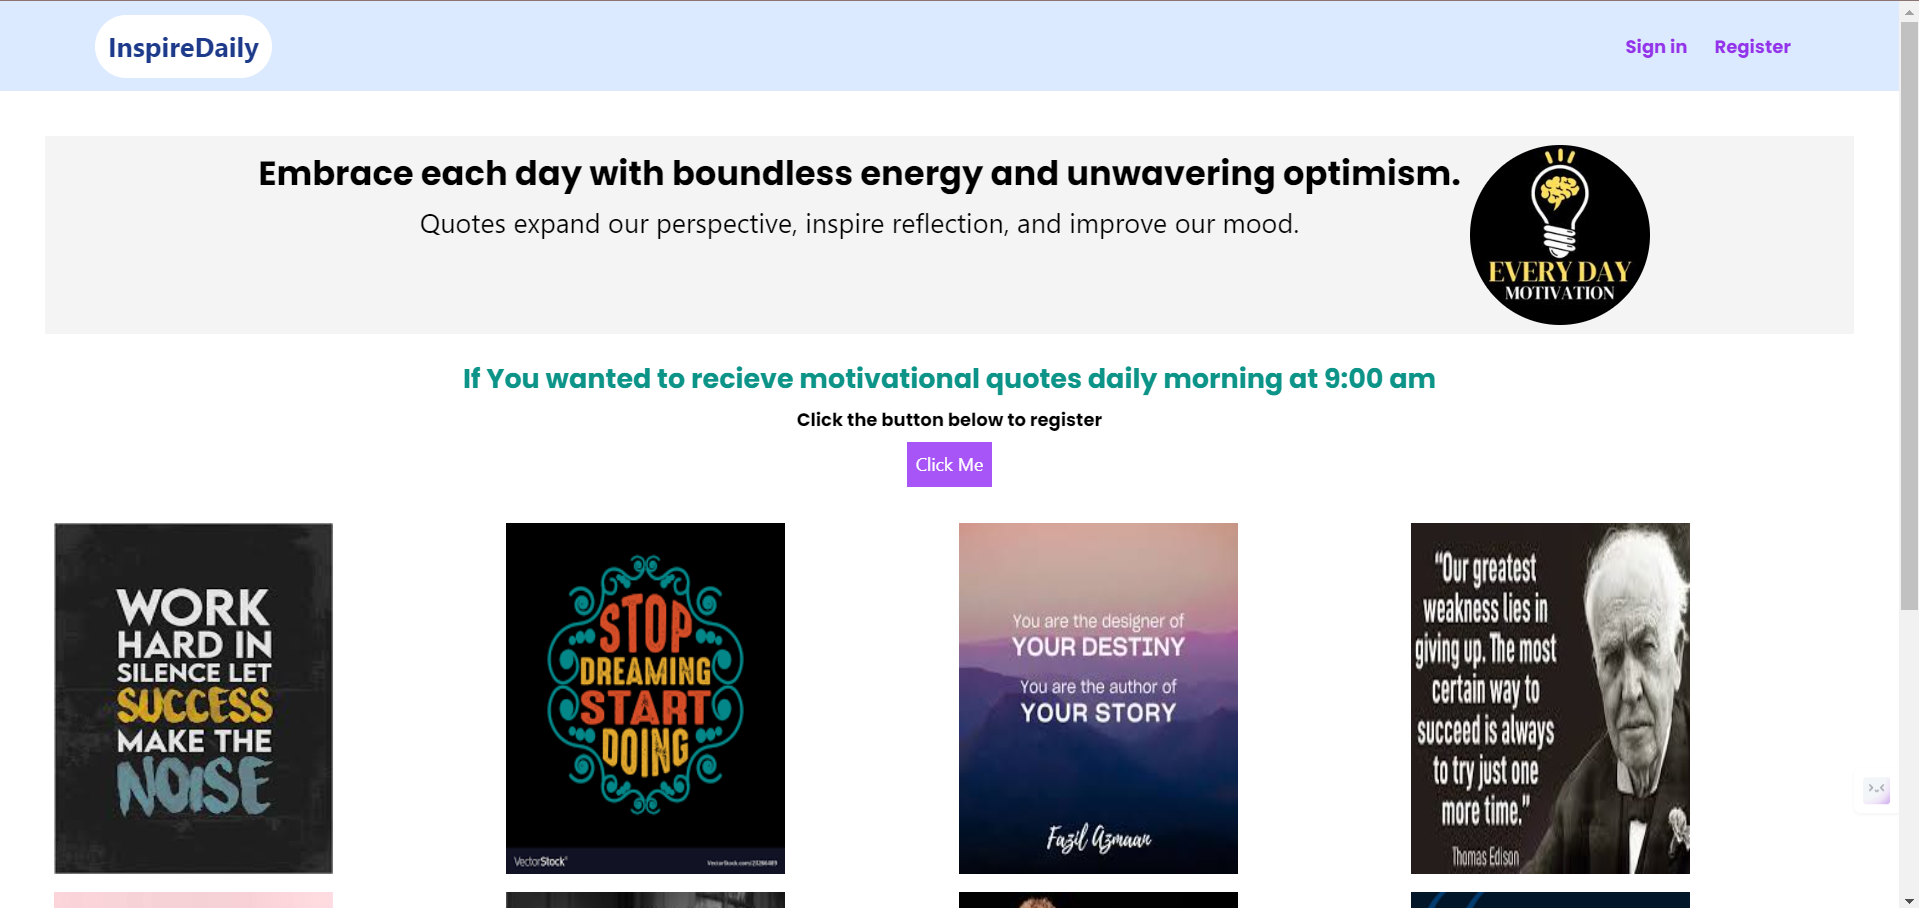 InspireDaily
Sign in
Register
Embrace each day with boundless energy and unwavering optimism.
Quotes expand our perspective, inspire reflection, and improve our mood.
EVERY DAY
MOTIVATION
If You wanted to recieve motivational quotes daily morning at 9:00 am
Click the button below to register
Click Me
WORK
HARD IN
SILENCE LET
SUCCESS
MAKE THE
NOISE
STOP
DREAMING
START
DOING
VectorStock®
VectorStock.com/25266489
You are the designer of
YOUR DESTINY
You are the author of
YOUR STORY
Fazil Azmaan
“Our greatest
weakness lies in
giving up. The most
certain way to
succeed is always
to try just one
more time.”
Thomas Edison